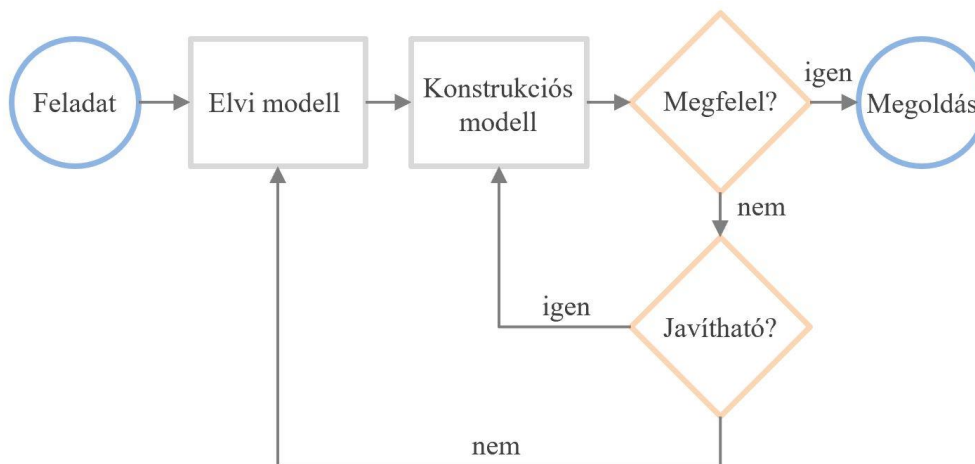 Feladat
Elvi modell
Konstrukciós
modell
Megfelel?
igen
Megoldás
nem
Javítható?
igen
nem